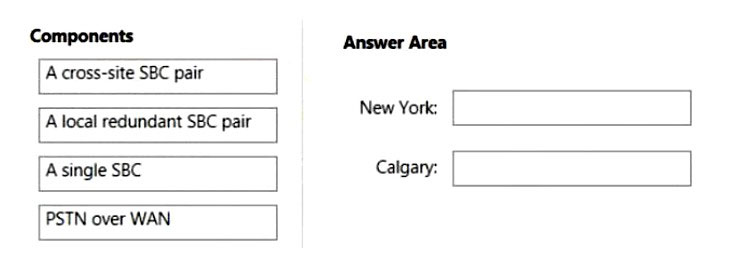 Components
A cross-site SBC pair
A local redundant SBC pair
A single SBC
PSTN over WAN
Answer Area
New York:
Calgary: